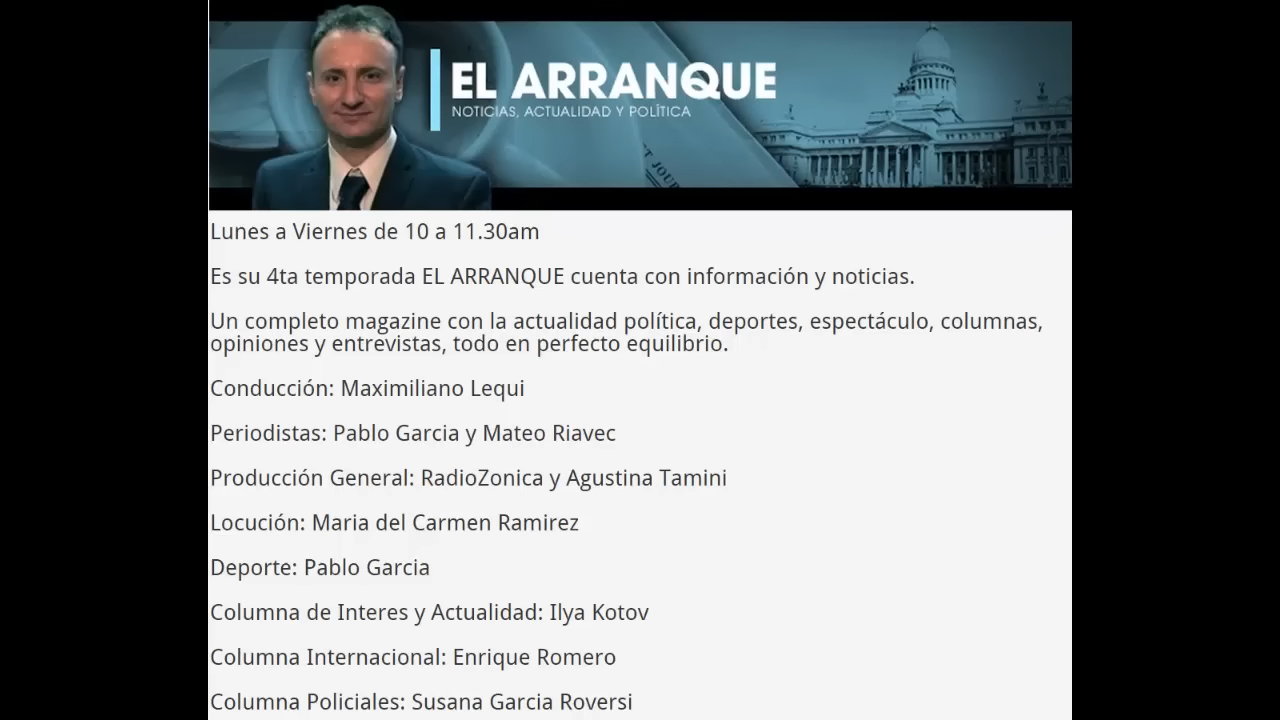 EL ARRANQUE
NOTICIAS, ACTUALIDAD Y POLÍTICA
T JOUR
Lunes a Viernes de 10 a 11.30am
Es su 4ta temporada EL ARRANQUE cuenta con información y noticias.
Un completo magazine con la actualidad política, deportes, espectáculo, columnas,
opiniones y entrevistas, todo en perfecto equilibrio.
Conducción: Maximiliano Lequi
Periodistas: Pablo Garcia y Mateo Riavec
Producción General: RadioZonica y Agustina Tamini
Locución: Maria del Carmen Ramirez
Deporte: Pablo Garcia
Columna de Interes y Actualidad: Ilya Kotov
Columna Internacional: Enrique Romero
Columna Policiales: Susana Garcia Roversi